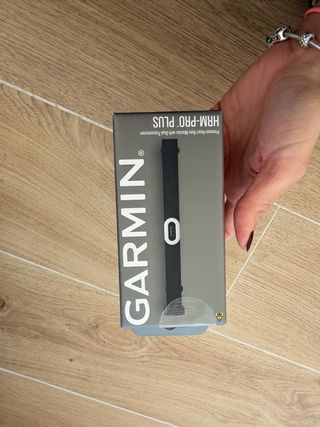 GARMIN®
HRM-PRO PLUS
Premium Heart Rate Monitor with Dual Transmission